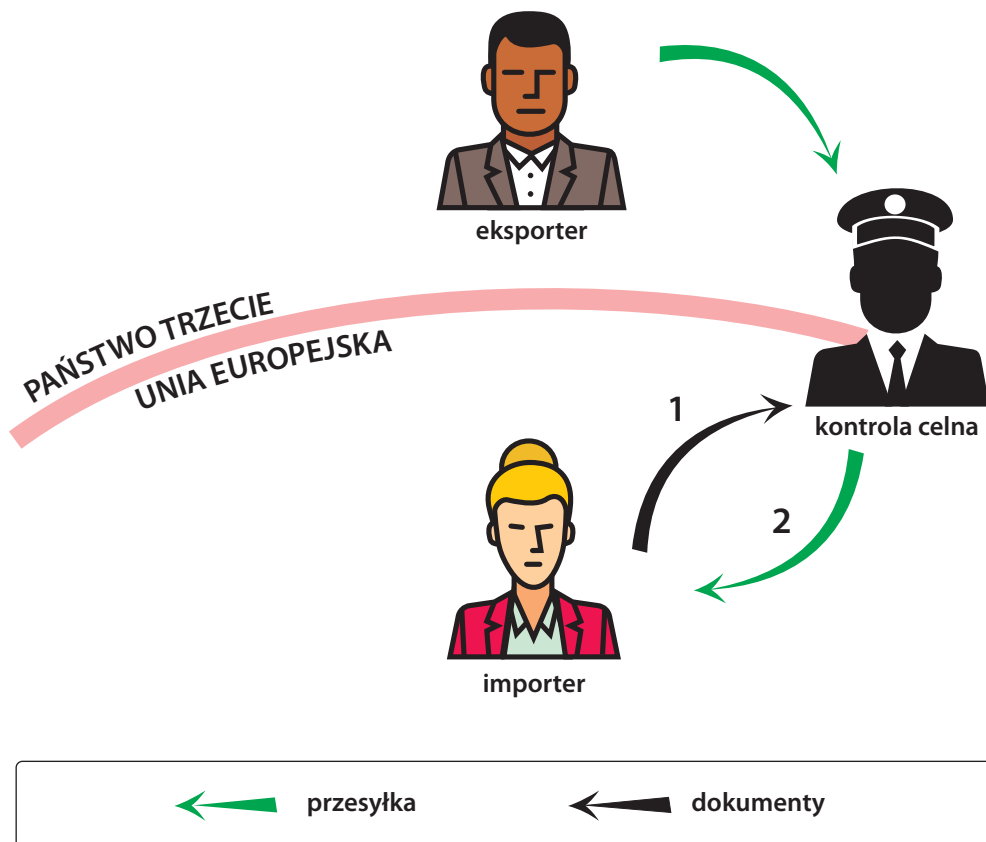 eksporter
PAŃSTWO TRZECIE
UNIA EUROPEJSKA
1
kontrola celna
2
importer
przesyłka
dokumenty